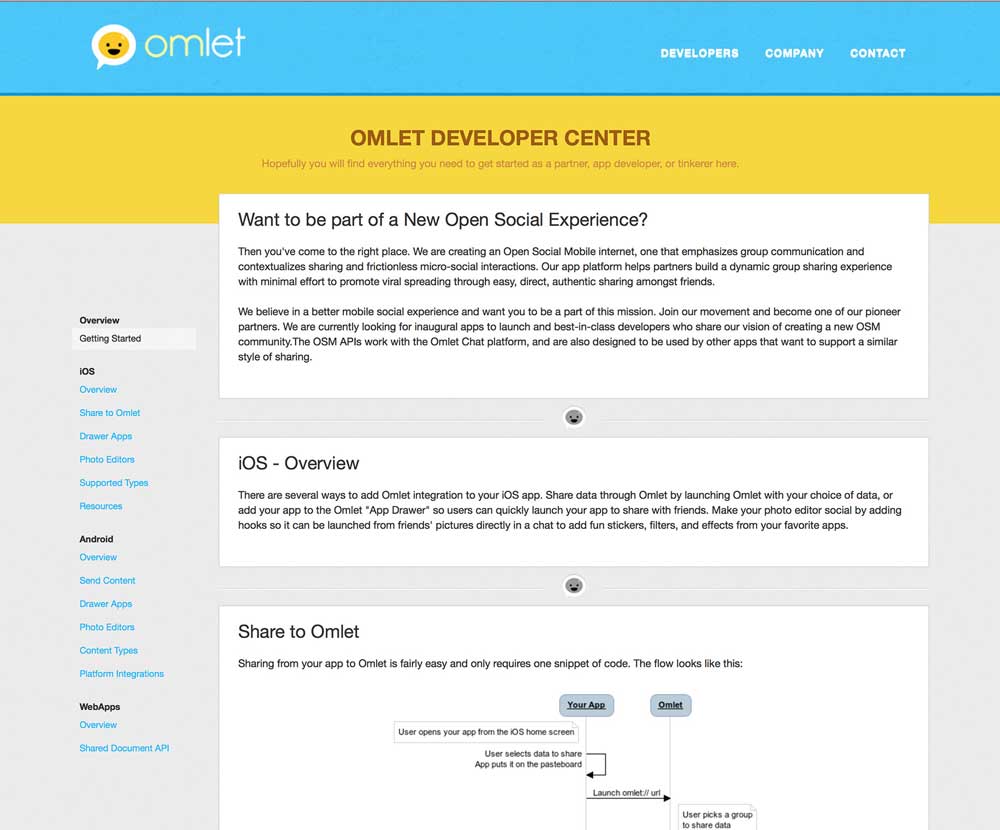 omlet
DEVELOPERS COMPANY CONTACT
OMLET DEVELOPER CENTER
Hopefully you will find everything you need to get started as a partner, app developer, or tinkerer here.
Overview
Getting Started
iOS
Overview
Share to Omlet
Drawer Apps
Photo Editors
Supported Types
Resources
Android
Overview
Send Content
Drawer Apps
Photo Editors
Content Types
Platform Integrations
WebApps
Overview
Shared Document API
Want to be part of a New Open Social Experience?
Then you've come to the right place. We are creating an Open Social Mobile internet, one that emphasizes group communication and
contextualizes sharing and frictionless micro-social interactions. Our app platform helps partners build a dynamic group sharing experience
with minimal effort to promote viral spreading through easy, direct, authentic sharing amongst friends.
We believe in a better mobile social experience and want you to be a part of this mission. Join our movement and become one of our pioneer
partners. We are currently looking for inaugural apps to launch and best-in-class developers who share our vision of creating a new OSM
community.The OSM APIs work with the Omlet Chat platform, and are also designed to be used by other apps that want to support a similar
style of sharing.
iOS - Overview
There are several ways to add Omlet integration to your iOS app. Share data through Omlet by launching Omlet with your choice of data, or
add your app to the Omlet "App Drawer" so users can quickly launch your app to share with friends. Make your photo editor social by adding
hooks so it can be launched from friends' pictures directly in a chat to add fun stickers, filters, and effects from your favorite apps.
Share to Omlet
Sharing from your app to Omlet is fairly easy and only requires one snippet of code. The flow looks like this:
Your App Omlet
User opens your app from the iOS home screen
User selects data to share
App puts it on the pasteboard
Launch omlet:// url
User picks a group
to share data